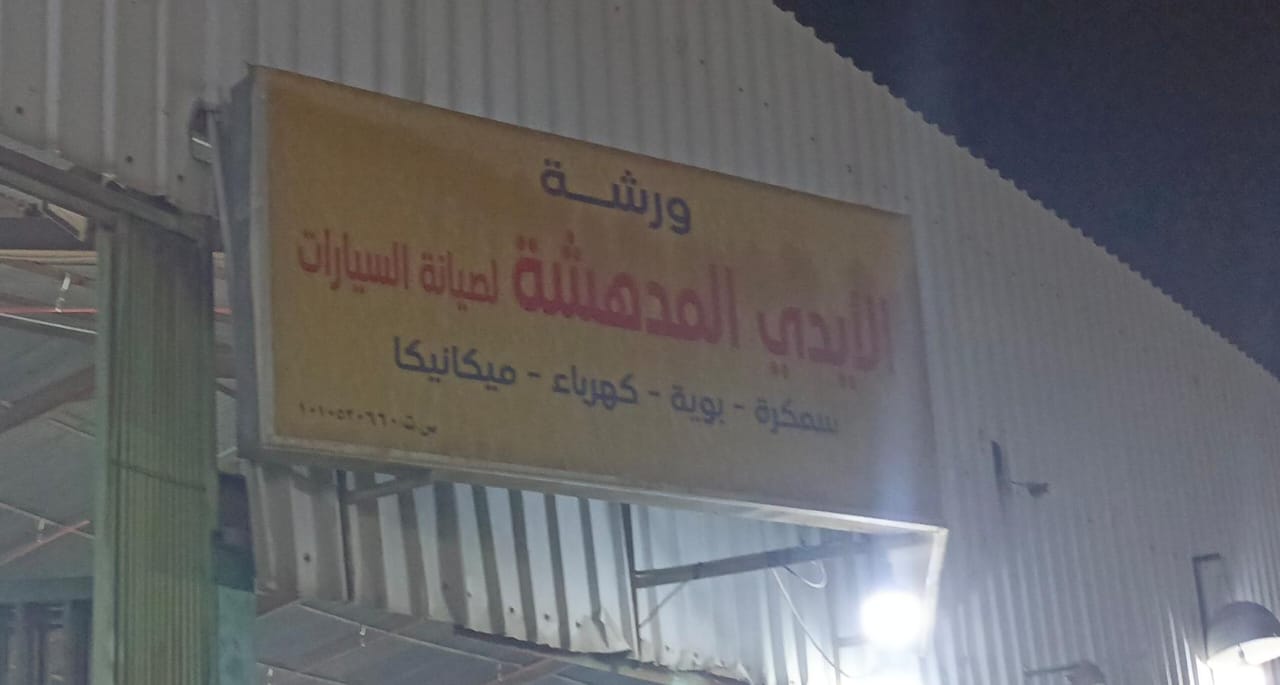 ورشة
الأيدي المدهشة لصيانة السيارات
سمكرة - بوية - كهرباء - ميكانيكا
س ت ١٠١٠٥٢٠٦٦٠